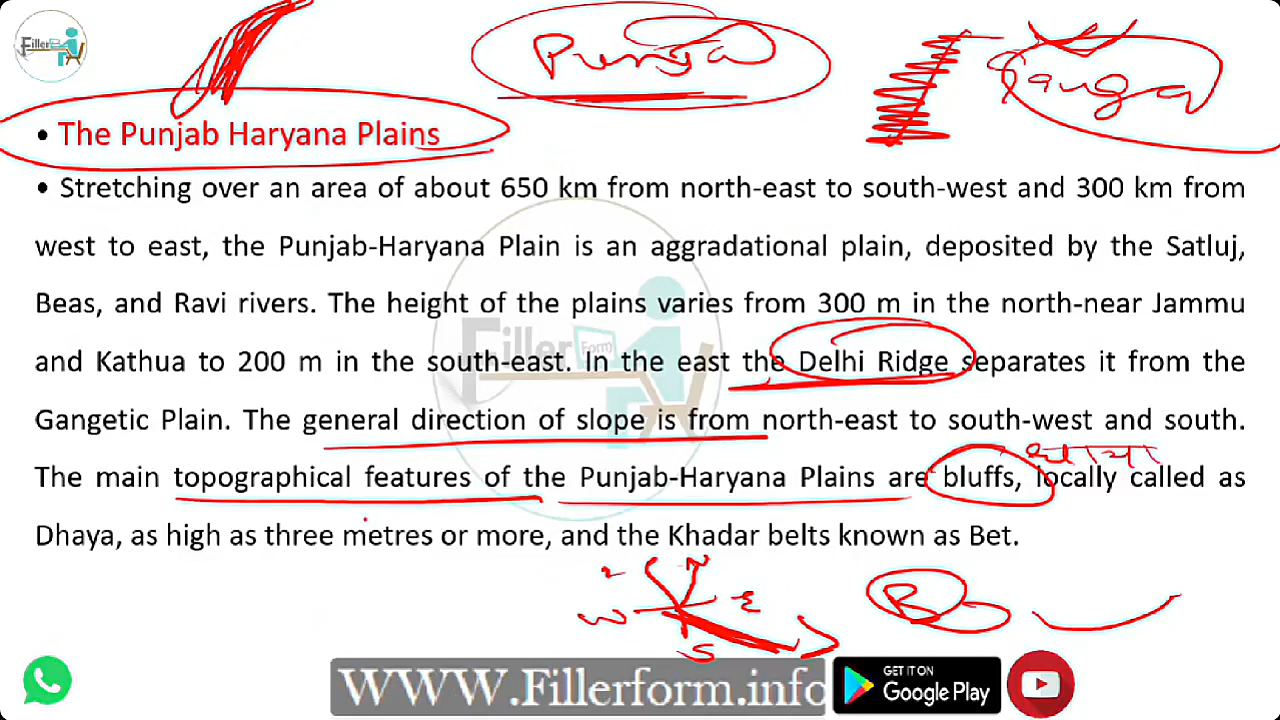 Filler
Punja
Ganga
• The Punjab Haryana Plains
• Stretching over an area of about 650 km from north-east to south-west and 300 km from
west to east, the Punjab-Haryana Plain is an aggradational plain, deposited by the Satluj,
Beas, and Ravi rivers. The height of the plains varies from 300 m in the north-near Jammu
and Kathua to 200 m in the south-east. In the east the Delhi Ridge separates it from the
Gangetic Plain. The general direction of slope is from north-east to south-west and south.
The main topographical features of the Punjab-Haryana Plains are bluffs, locally called as
Dhaya, as high as three metres or more, and the Khadar belts known as Bet.
Filler Form
N
W E
S
B
WWW.Fillerform.info
GET IT ON
Google Play